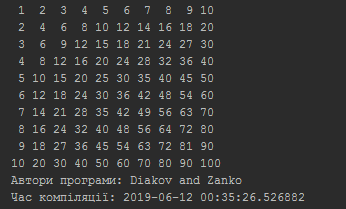 1 2 3 4 5 6 7 8 9 10
2 4 6 8 10 12 14 16 18 20
3 6 9 12 15 18 21 24 27 30
4 8 12 16 20 24 28 32 36 40
5 10 15 20 25 30 35 40 45 50
6 12 18 24 30 36 42 48 54 60
7 14 21 28 35 42 49 56 63 70
8 16 24 32 40 48 56 64 72 80
9 18 27 36 45 54 63 72 81 90
10 20 30 40 50 60 70 80 90 100
Автори програми: Diakov and Zanko
Час компіляції: 2019-06-12 00:35:26.526882